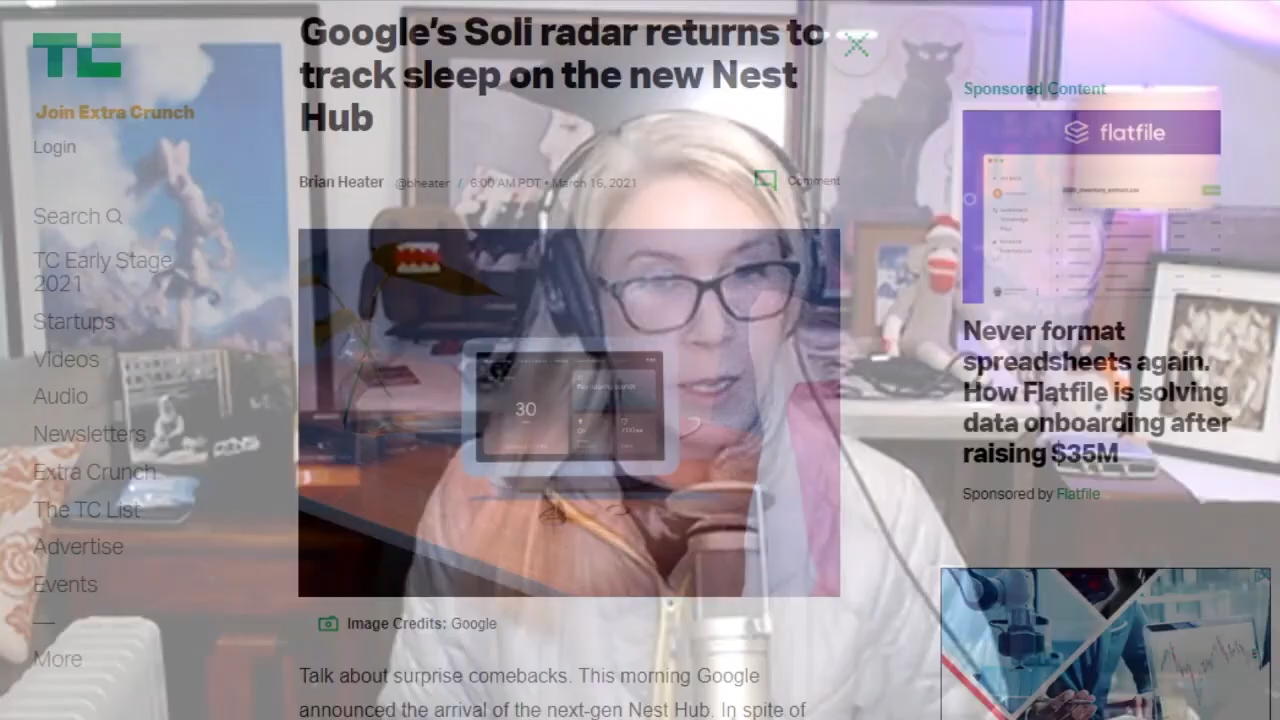 TC
Join Extra Crunch
Login
Search
TC Early Stage
2021
Startups
Videos
Audio
Newsletters
Extra Crunch
The TC List
Advertise
Events
More
Google's Soli radar returns to
track sleep on the new Nest
Hub
Brian Heater @bheater / 6:00 AM PDT • March 16, 2021
Comment
30
Image Credits: Google
Talk about surprise comebacks. This morning Google
announced the arrival of the next-gen Nest Hub. In spite of
Sponsored Content
flatfile
Never format
spreadsheets again.
How Flatfile is solving
data onboarding after
raising $35M
Sponsored by Flatfile